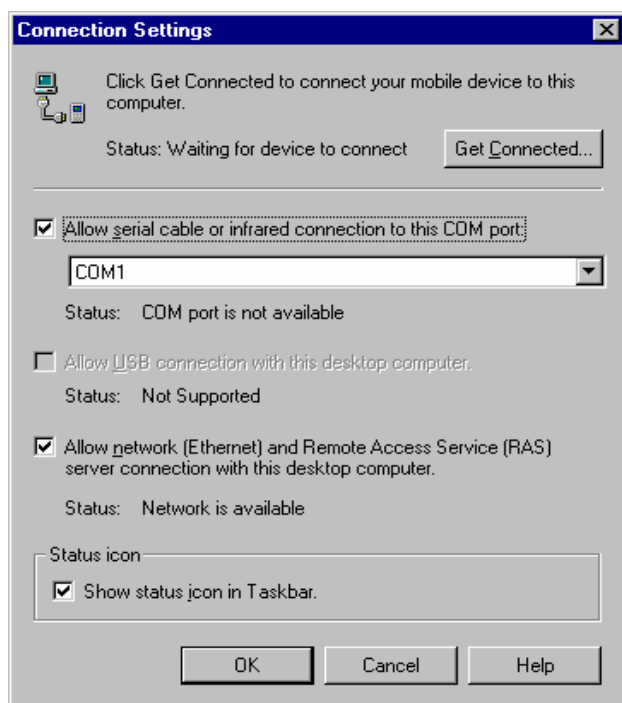 Connection Settings
Click Get Connected to connect your mobile device to this
computer.
Status: Waiting for device to connect
Get Connected...
Allow serial cable or infrared connection to this COM port:
COM1
Status: COM port is not available
Allow USB connection with this desktop computer.
Status: Not Supported
Allow network (Ethernet) and Remote Access Service (RAS)
server connection with this desktop computer.
Status: Network is available
Status icon
Show status icon in Taskbar.
OK
Cancel
Help